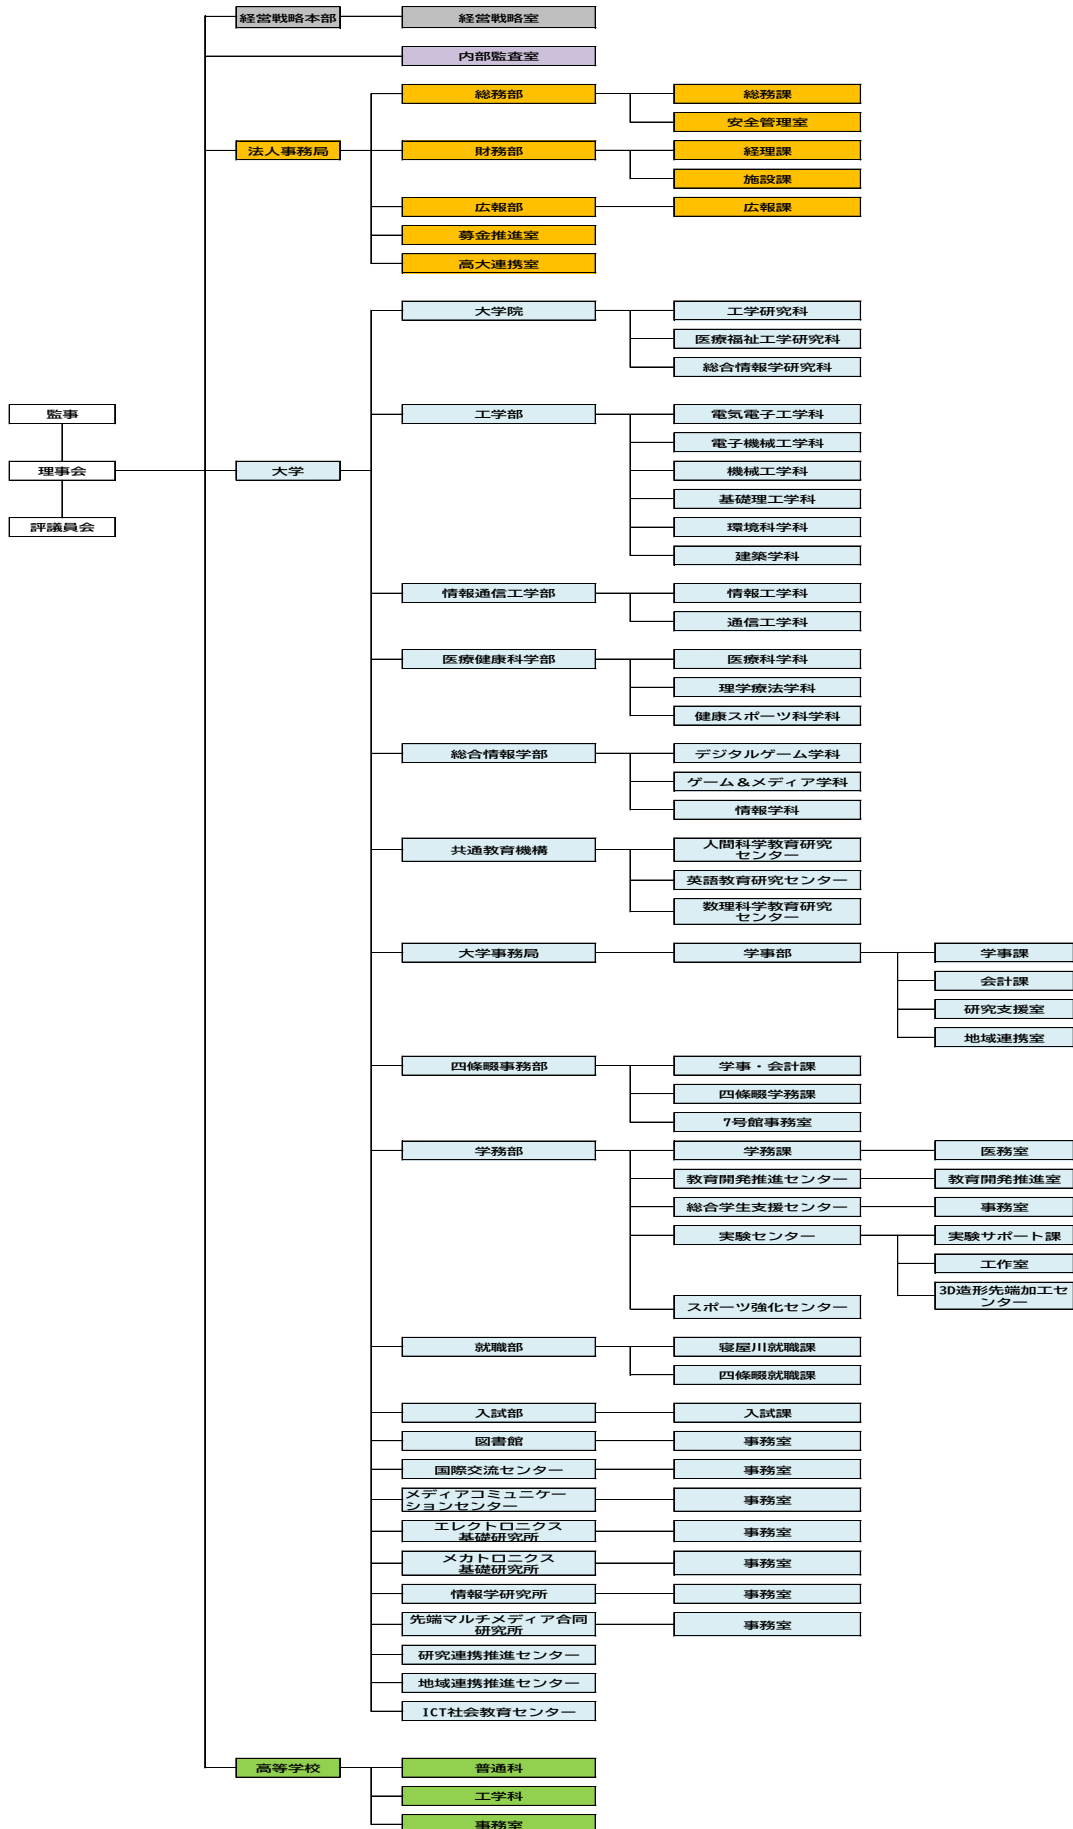 経営戦略本部
経営戦略室
内部監査室
法人事務局
総務部
総務課
安全管理室
財務部
経理課
施設課
広報部
広報課
募金推進室
高大連携室
監事
理事会
評議員会
大学
大学院
工学研究科
医療福祉工学研究科
総合情報学研究科
工学部
電気電子工学科
電子機械工学科
機械工学科
基礎理工学科
環境科学科
建築学科
情報通信工学部
情報工学科
通信工学科
医療健康科学部
医療科学科
理学療法学科
健康スポーツ科学科
総合情報学部
デジタルゲーム学科
ゲーム＆メディア学科
情報学科
共通教育機構
人間科学教育研究
センター
英語教育研究センター
数理科学教育研究
センター
大学事務局
学事部
学事課
会計課
研究支援室
地域連携室
四條畷事務部
学事・会計課
四條畷学務課
7号館事務室
学務部
学務課
医務室
教育開発推進センター
教育開発推進室
総合学生支援センター
事務室
実験センター
実験サポート課
工作室
3D造形先端加工セ
ンター
スポーツ強化センター
就職部
寝屋川就職課
四條畷就職課
入試部
入試課
図書館
事務室
国際交流センター
事務室
メディアコミュニケー
ションセンター
事務室
エレクトロニクス
基礎研究所
事務室
メカトロニクス
基礎研究所
事務室
情報学研究所
事務室
先端マルチメディア合同
研究所
事務室
研究連携推進センター
地域連携推進センター
ICT社会教育センター
高等学校
普通科
工学科
事務室